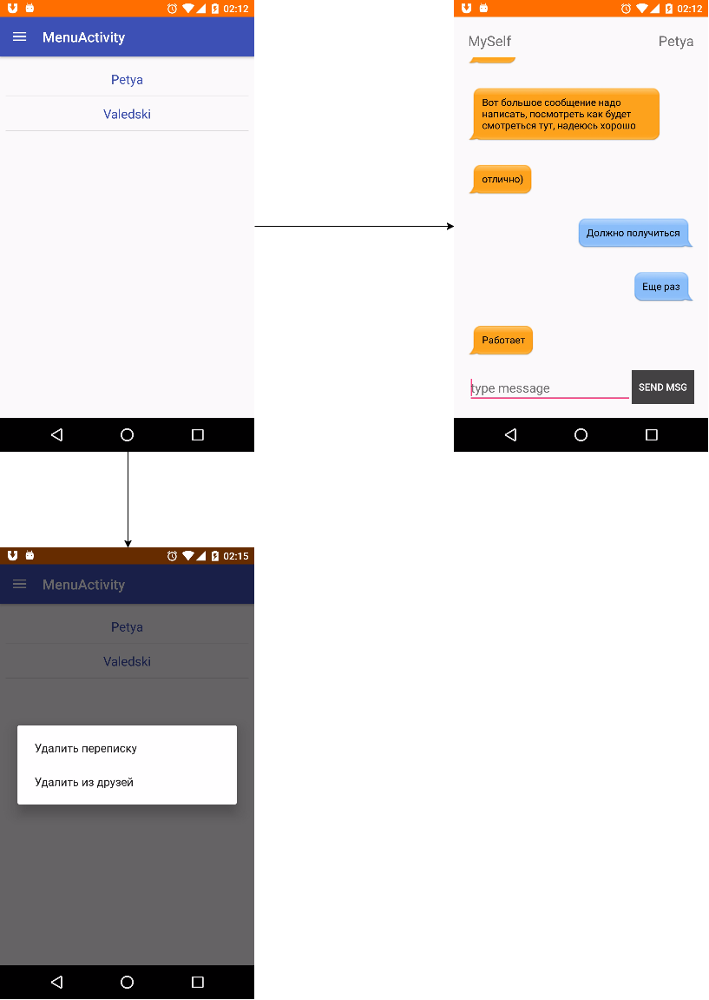 02:12
MenuActivity
Petya
Valedski
02:12
MySelf
Petya
Вот большое сообщение надо
написать, посмотреть как будет
смотреться тут, надеюсь хорошо
отлично)
Должно получиться
Еще раз
Работает
type message
SEND MSG
02:15
MenuActivity
Petya
Valedski
Удалить переписку
Удалить из друзей